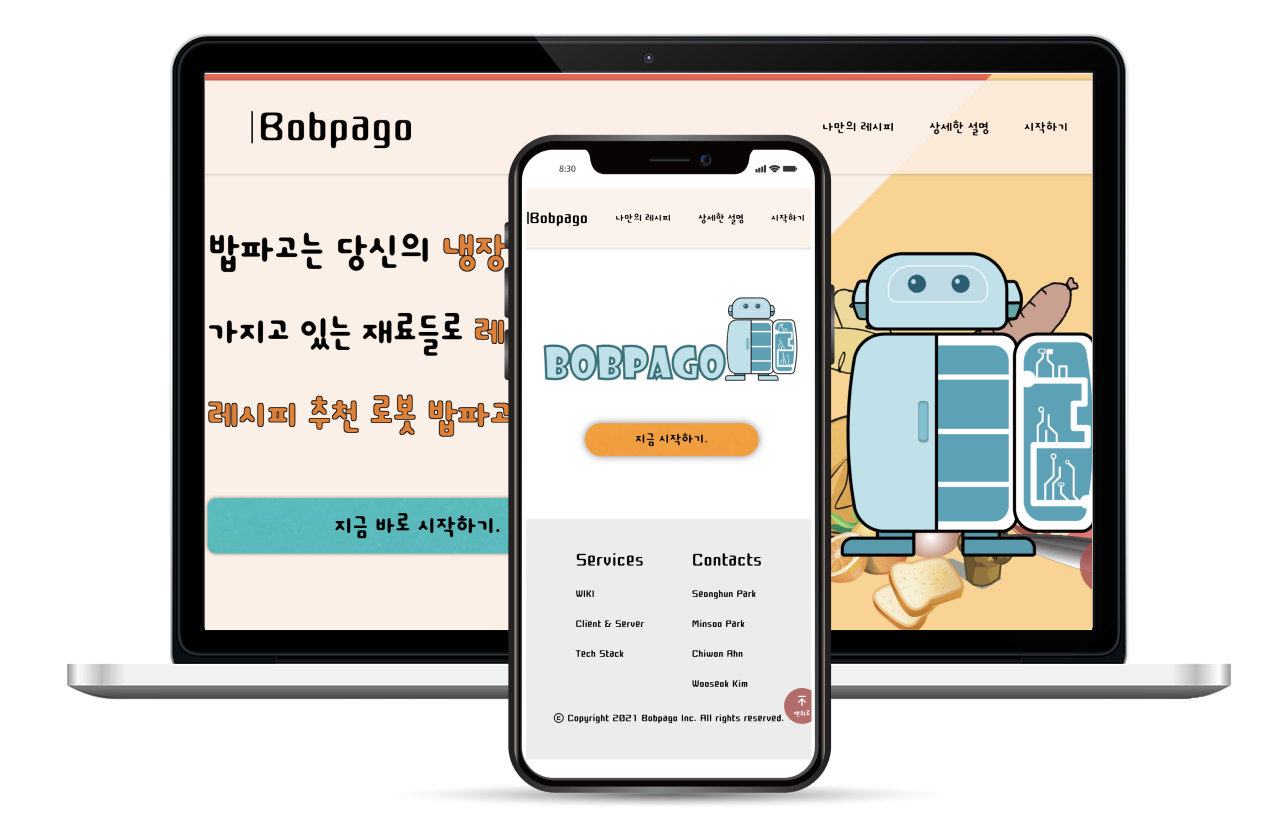 Bobpago
나만의 레시피 상세한 설명 시작하기
밥파고는 당신의 냉장
가지고 있는 재료들로 레
레시피 추천 로봇 밥파고
지금 바로 시작하기.
8:30
Bobpago 나만의 레시피 상세한 설명 시작하기
BOBPAGO
지금 시작하기.
Services
WIKI
Client & Server
Tech Stack
Contacts
Seonghun Park
Minsoo Park
Chiwon Ahn
Wooseok Kim
맨위로
© Copyright 2021 Bobpago Inc. All rights reserved.